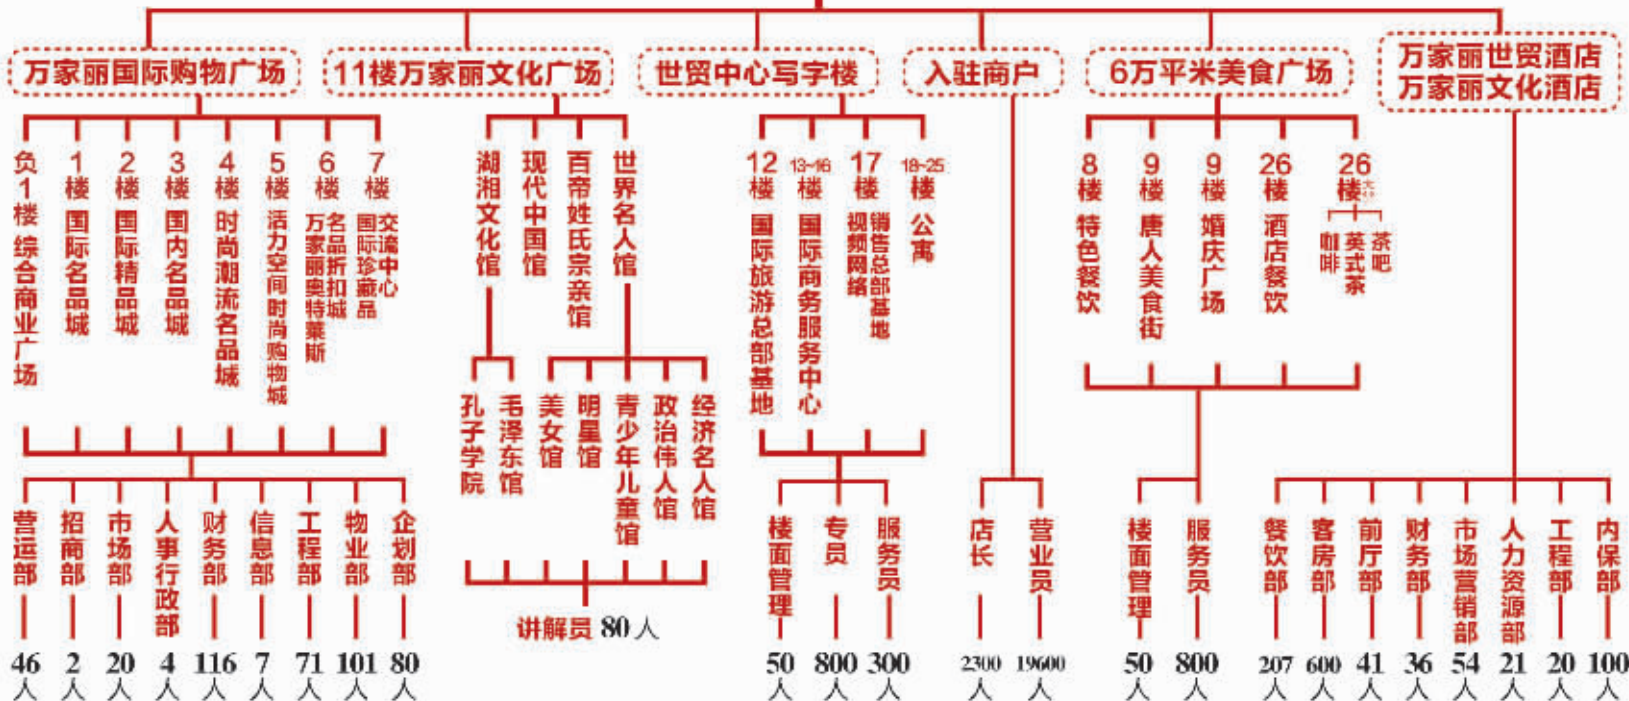 万家丽国际购物广场
11楼万家丽文化广场
世贸中心写字楼
入驻商户
6万平米美食广场
万家丽世贸酒店
万家丽文化酒店
负1楼 综合商业广场
1楼 国际名品城
2楼 国际精品城
3楼 国内名品城
4楼 时尚潮流名品城
5楼 活力空间时尚购物城
6楼 万家丽奥特莱斯
名品折扣城
7楼 国际珍藏品
交流中心
湖湘文化馆
现代中国馆
百帝姓氏宗亲馆
世界名人馆
12楼 国际旅游总部基地
13~16楼 国际商务服务中心
17楼 视频网络
销售总部基地
18~25楼 公寓
8楼 特色餐饮
9楼 唐人美食街
9楼 婚庆广场
26楼 酒店餐饮
26楼
咖啡
英式茶
茶吧
孔子学院
毛泽东馆
美女馆
明星馆
青少年儿童馆
政治伟人馆
经济名人馆
讲解员 80人
营运部 46人
招商部 2人
市场部 20人
人事行政部 4人
财务部 116人
信息部 7人
工程部 71人
物业部 101人
企划部 80人
楼面管理 50人
专员 800人
服务员 300人
店长 2300人
营业员 19600人
楼面管理 50人
服务员 800人
餐饮部 207人
客房部 600人
前厅部 41人
财务部 36人
市场营销部 54人
人力资源部 21人
工程部 20人
内保部 100人